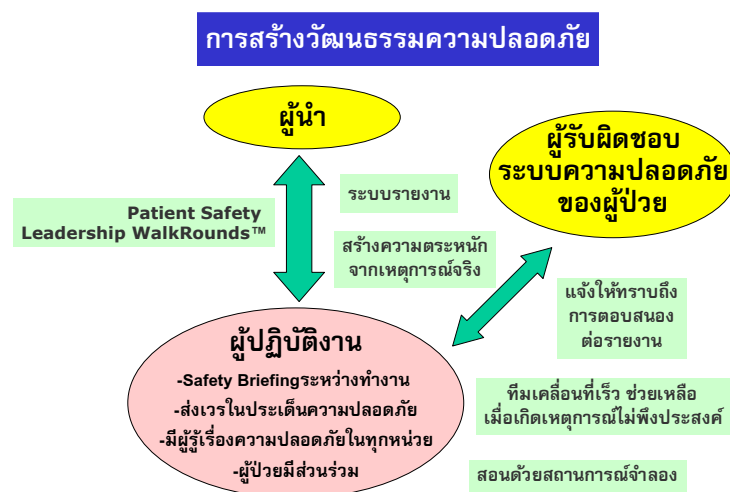 การสร้างวัฒนธรรมความปลอดภัย
ผู้นำ
ผู้รับผิดชอบ
ระบบความปลอดภัย
ของผู้ป่วย
Patient Safety
Leadership WalkRounds™
ระบบรายงาน
สร้างความตระหนัก
จากเหตุการณ์จริง
แจ้งให้ทราบถึง
การตอบสนอง
ต่อรายงาน
ผู้ปฏิบัติงาน
-Safety Briefingระหว่างทำงาน
-ส่งเวรในประเด็นความปลอดภัย
-มีผู้รู้เรื่องความปลอดภัยในทุกหน่วย
-ผู้ป่วยมีส่วนร่วม
ทีมเคลื่อนที่เร็ว ช่วยเหลือ
เมื่อเกิดเหตุการณ์ไม่พึงประสงค์
สอนด้วยสถานการณ์จำลอง